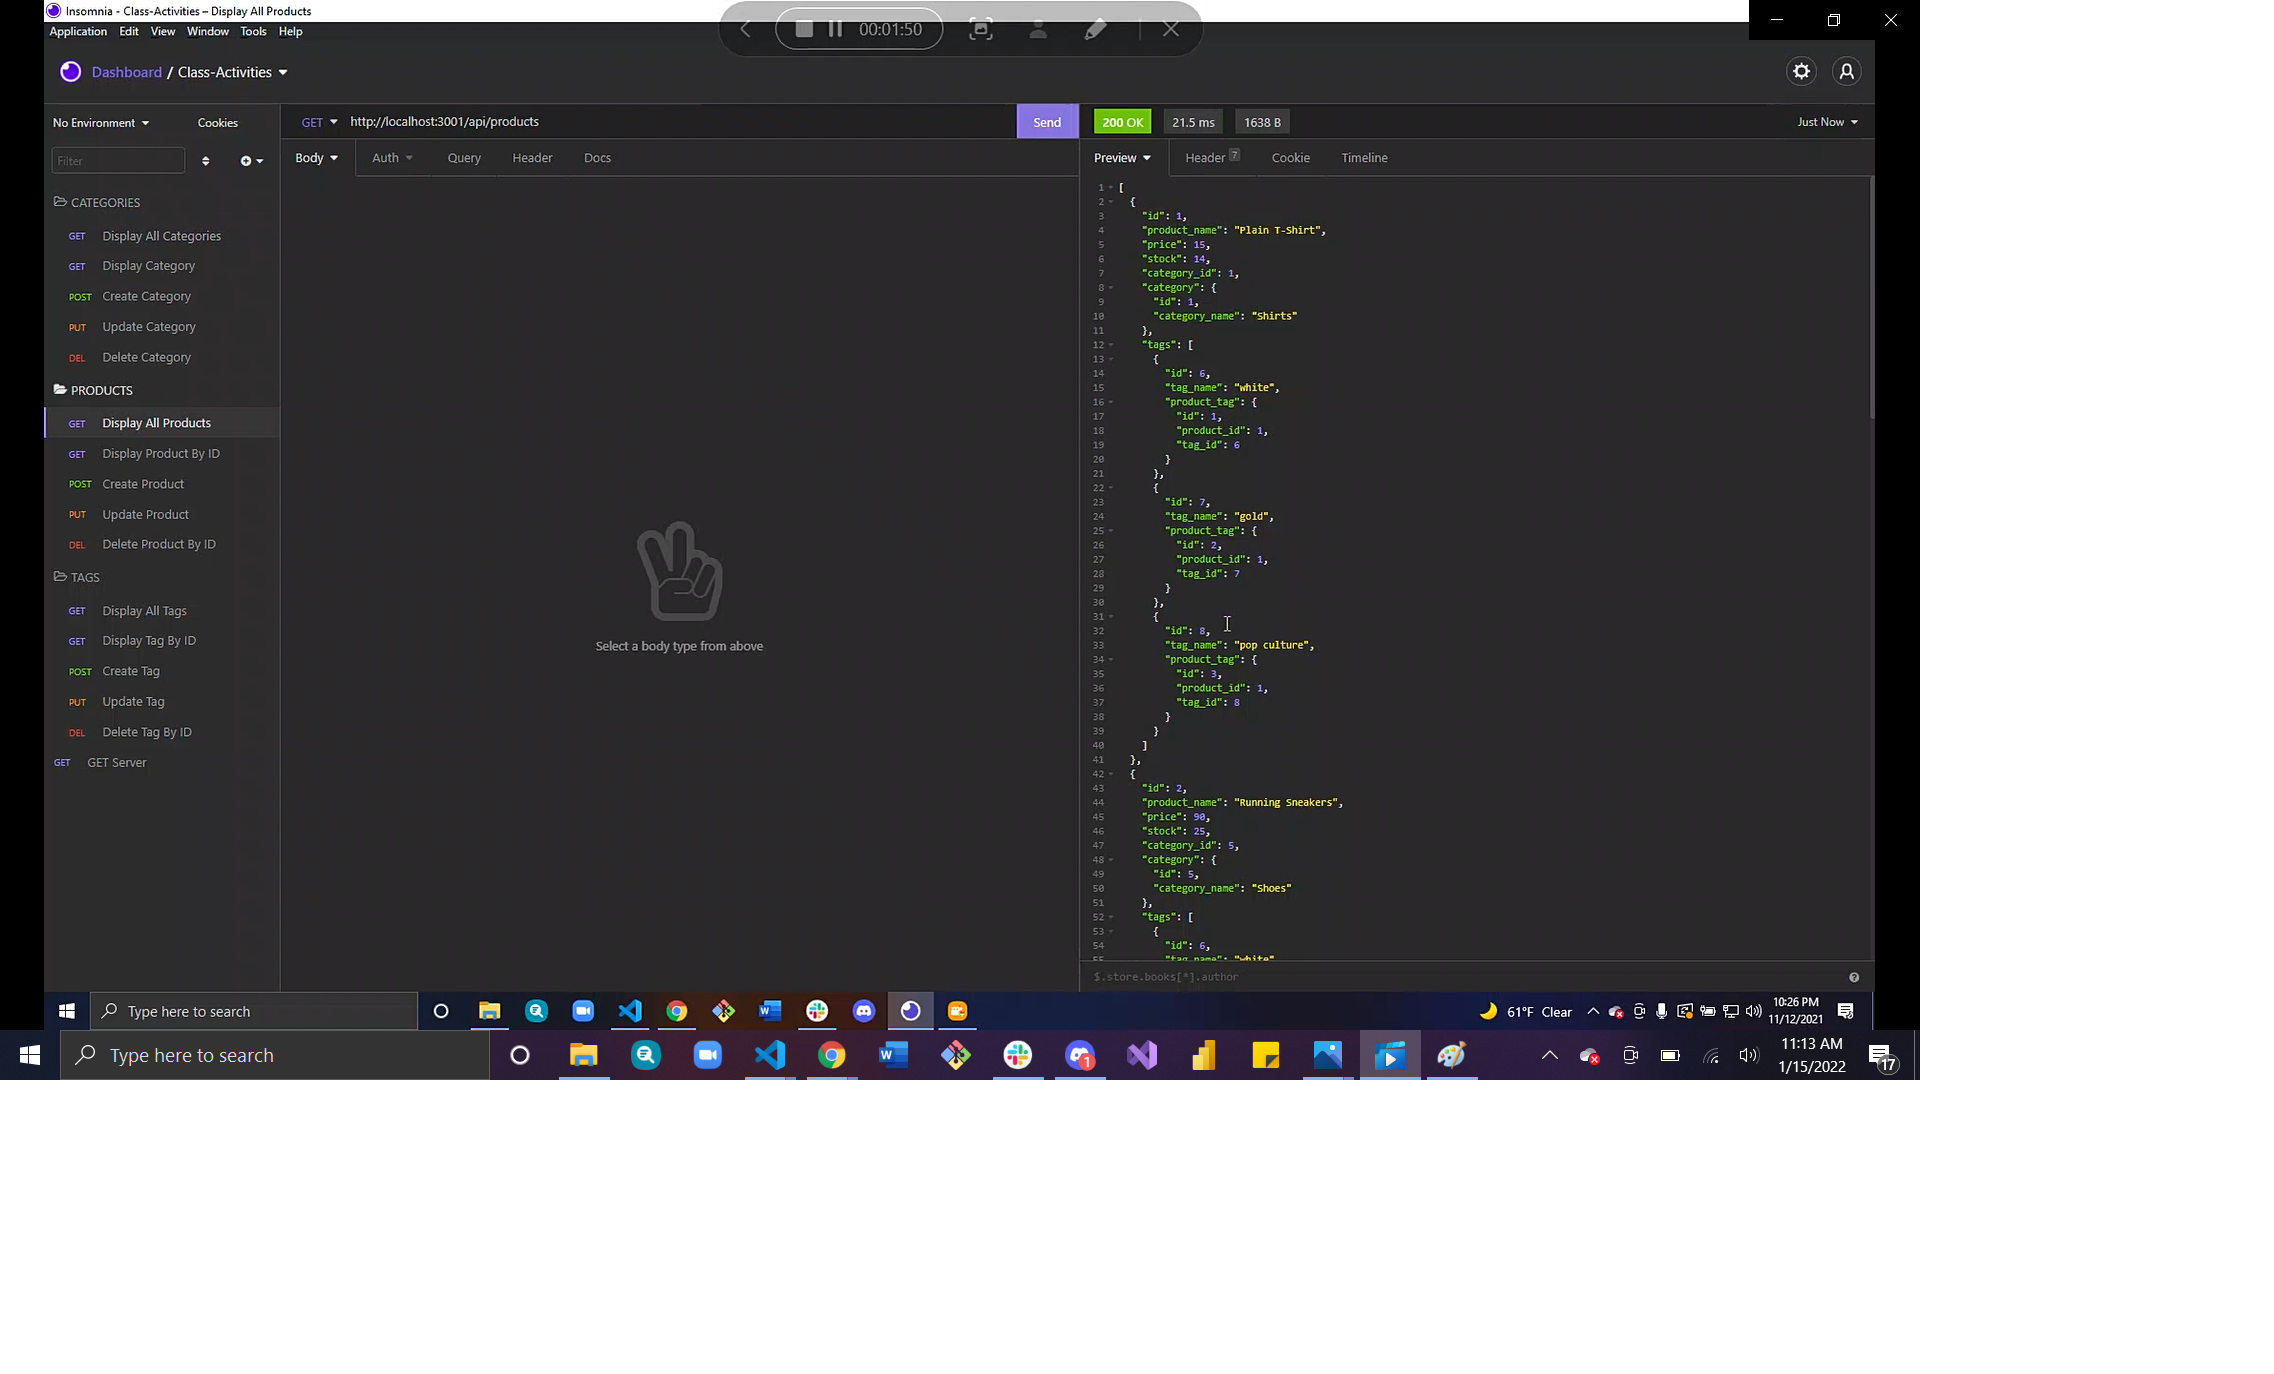 Insomnia - Class-Activities – Display All Products
Application Edit View Window Tools Help
00:01:50
Dashboard / Class-Activities
No Environment Cookies
Filter
CATEGORIES
GET Display All Categories
GET Display Category
POST Create Category
PUT Update Category
DEL Delete Category
PRODUCTS
GET Display All Products
GET Display Product By ID
POST Create Product
PUT Update Product
DEL Delete Product By ID
TAGS
GET Display All Tags
GET Display Tag By ID
POST Create Tag
PUT Update Tag
DEL Delete Tag By ID
GET GET Server
GET http://localhost:3001/api/products Send
Body Auth Query Header Docs
Select a body type from above
200 OK 21.5 ms 1638 B Just Now
Preview Header 7 Cookie Timeline
1 [
2 {
3 "id": 1,
4 "product_name": "Plain T-Shirt",
5 "price": 15,
6 "stock": 14,
7 "category_id": 1,
8 "category": {
9 "id": 1,
10 "category_name": "Shirts"
11 },
12 "tags": [
13 {
14 "id": 6,
15 "tag_name": "white",
16 "product_tag": {
17 "id": 1,
18 "product_id": 1,
19 "tag_id": 6
20 }
21 },
22 {
23 "id": 7,
24 "tag_name": "gold",
25 "product_tag": {
26 "id": 2,
27 "product_id": 1,
28 "tag_id": 7
29 }
30 },
31 {
32 "id": 8,
33 "tag_name": "pop culture",
34 "product_tag": {
35 "id": 3,
36 "product_id": 1,
37 "tag_id": 8
38 }
39 }
40 ]
41 },
42 {
43 "id": 2,
44 "product_name": "Running Sneakers",
45 "price": 90,
46 "stock": 25,
47 "category_id": 5,
48 "category": {
49 "id": 5,
50 "category_name": "Shoes"
51 },
52 "tags": [
53 {
54 "id": 6,
55 "tag_name": "white"
$.store.books[*].author
Type here to search
61°F Clear
10:26 PM
11/12/2021
Type here to search
1
11:13 AM
1/15/2022
17